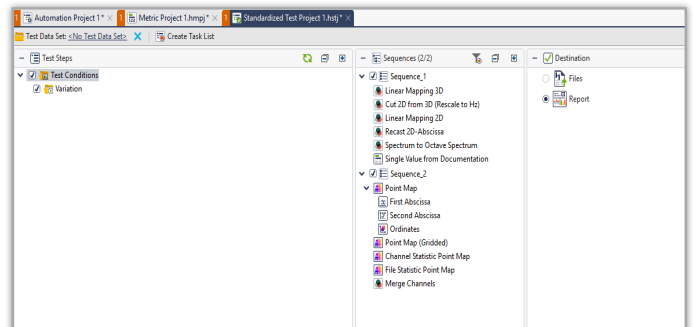 1 Automation Project 1* × 1 Metric Project 1.hmpj* × 1 Standardized Test Project 1.hstj* ×
Test Data Set: <No Test Data Set> Create Task List
Test Steps
Test Conditions
Variation
Sequences (2/2)
Sequence_1
Linear Mapping 3D
Cut 2D from 3D (Rescale to Hz)
Linear Mapping 2D
Recast 2D-Abscissa
Spectrum to Octave Spectrum
Single Value from Documentation
Sequence_2
Point Map
First Abscissa
Second Abscissa
Ordinates
Point Map (Gridded)
Channel Statistic Point Map
File Statistic Point Map
Merge Channels
Destination
Files
Report